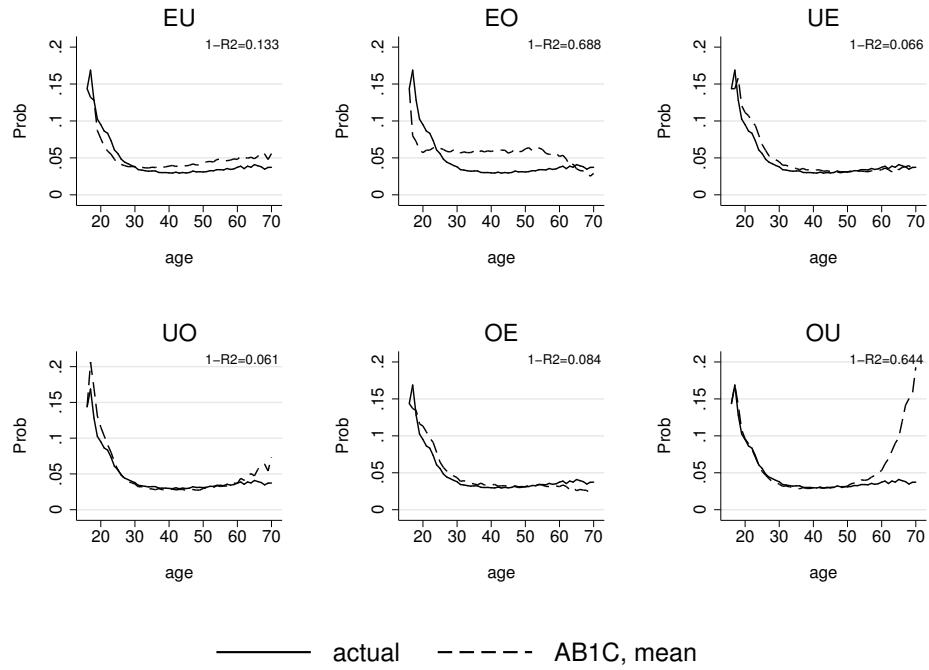 EU EO UE
1−R2=0.133 1−R2=0.688 1−R2=0.066
Prob 0 .05 .1 .15 .2
20 30 40 50 60 70
age
Prob 0 .05 .1 .15 .2
20 30 40 50 60 70
age
Prob 0 .05 .1 .15 .2
20 30 40 50 60 70
age
UO OE OU
1−R2=0.061 1−R2=0.084 1−R2=0.644
Prob 0 .05 .1 .15 .2
20 30 40 50 60 70
age
Prob 0 .05 .1 .15 .2
20 30 40 50 60 70
age
Prob 0 .05 .1 .15 .2
20 30 40 50 60 70
age
actual AB1C, mean